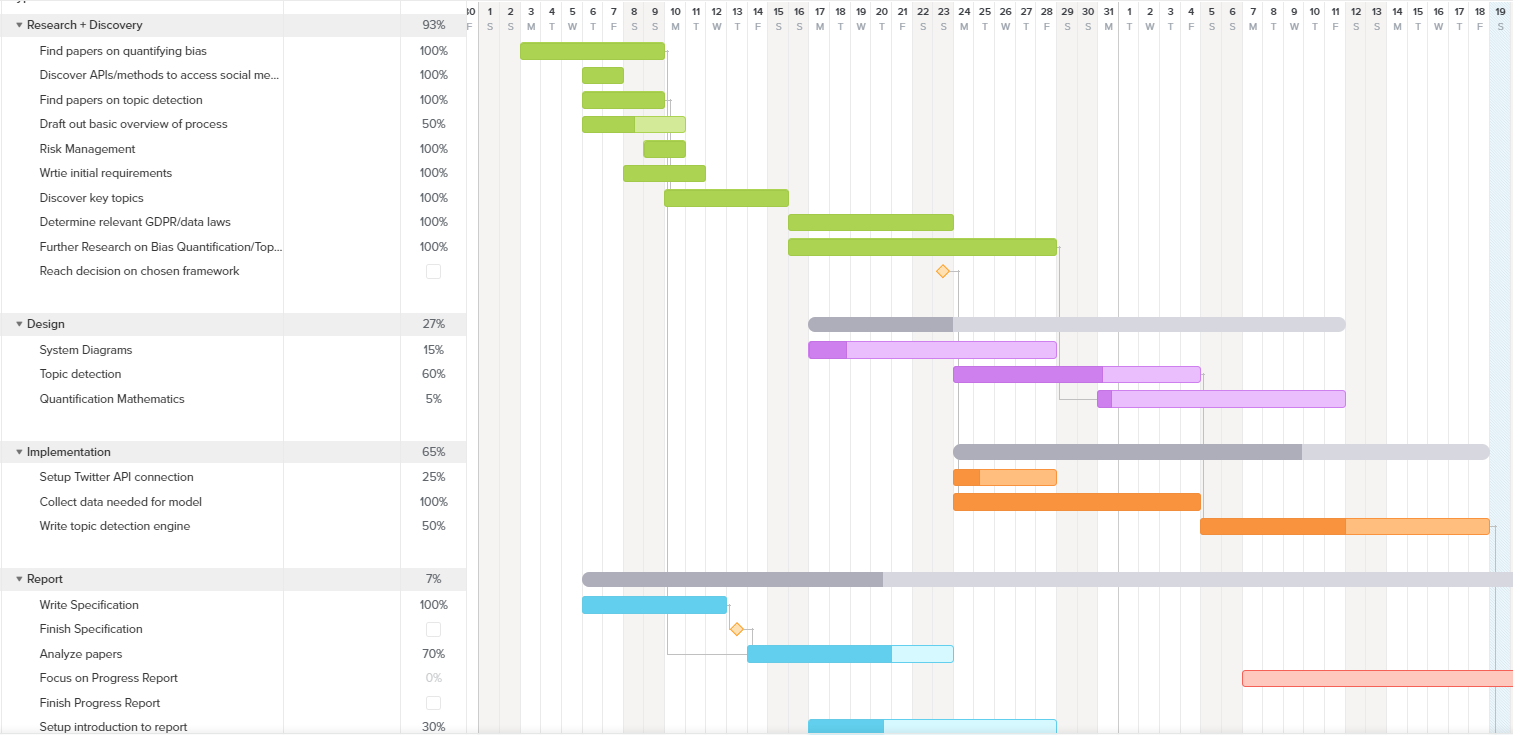 30 1 2 3 4 5 6 7 8 9 10 11 12 13 14 15 16 17 18 19 20 21 22 23 24 25 26 27 28 29 30 31 1 2 3 4 5 6 7 8 9 10 11 12 13 14 15 16 17 18 19
F S S M T W T F S S M T W T F S S M T W T F S S M T W T F S S M T W T F S S M T W T F S S M T W T F S
Research + Discovery 93%
Find papers on quantifying bias 100%
Discover APIs/methods to access social me... 100%
Find papers on topic detection 100%
Draft out basic overview of process 50%
Risk Management 100%
Wrtie initial requirements 100%
Discover key topics 100%
Determine relevant GDPR/data laws 100%
Further Research on Bias Quantification/Top... 100%
Reach decision on chosen framework
Design 27%
System Diagrams 15%
Topic detection 60%
Quantification Mathematics 5%
Implementation 65%
Setup Twitter API connection 25%
Collect data needed for model 100%
Write topic detection engine 50%
Report 7%
Write Specification 100%
Finish Specification
Analyze papers 70%
Focus on Progress Report 0%
Finish Progress Report
Setup introduction to report 30%